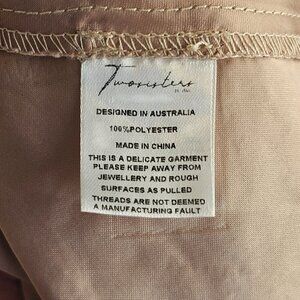 Twosisters
DESIGNED IN AUSTRALIA
100%POLYESTER
MADE IN CHINA
THIS IS A DELICATE GARMENT
PLEASE KEEP AWAY FROM
JEWELLERY AND ROUGH
SURFACES AS PULLED
THREADS ARE NOT DEEMED
A MANUFACTURING FAULT